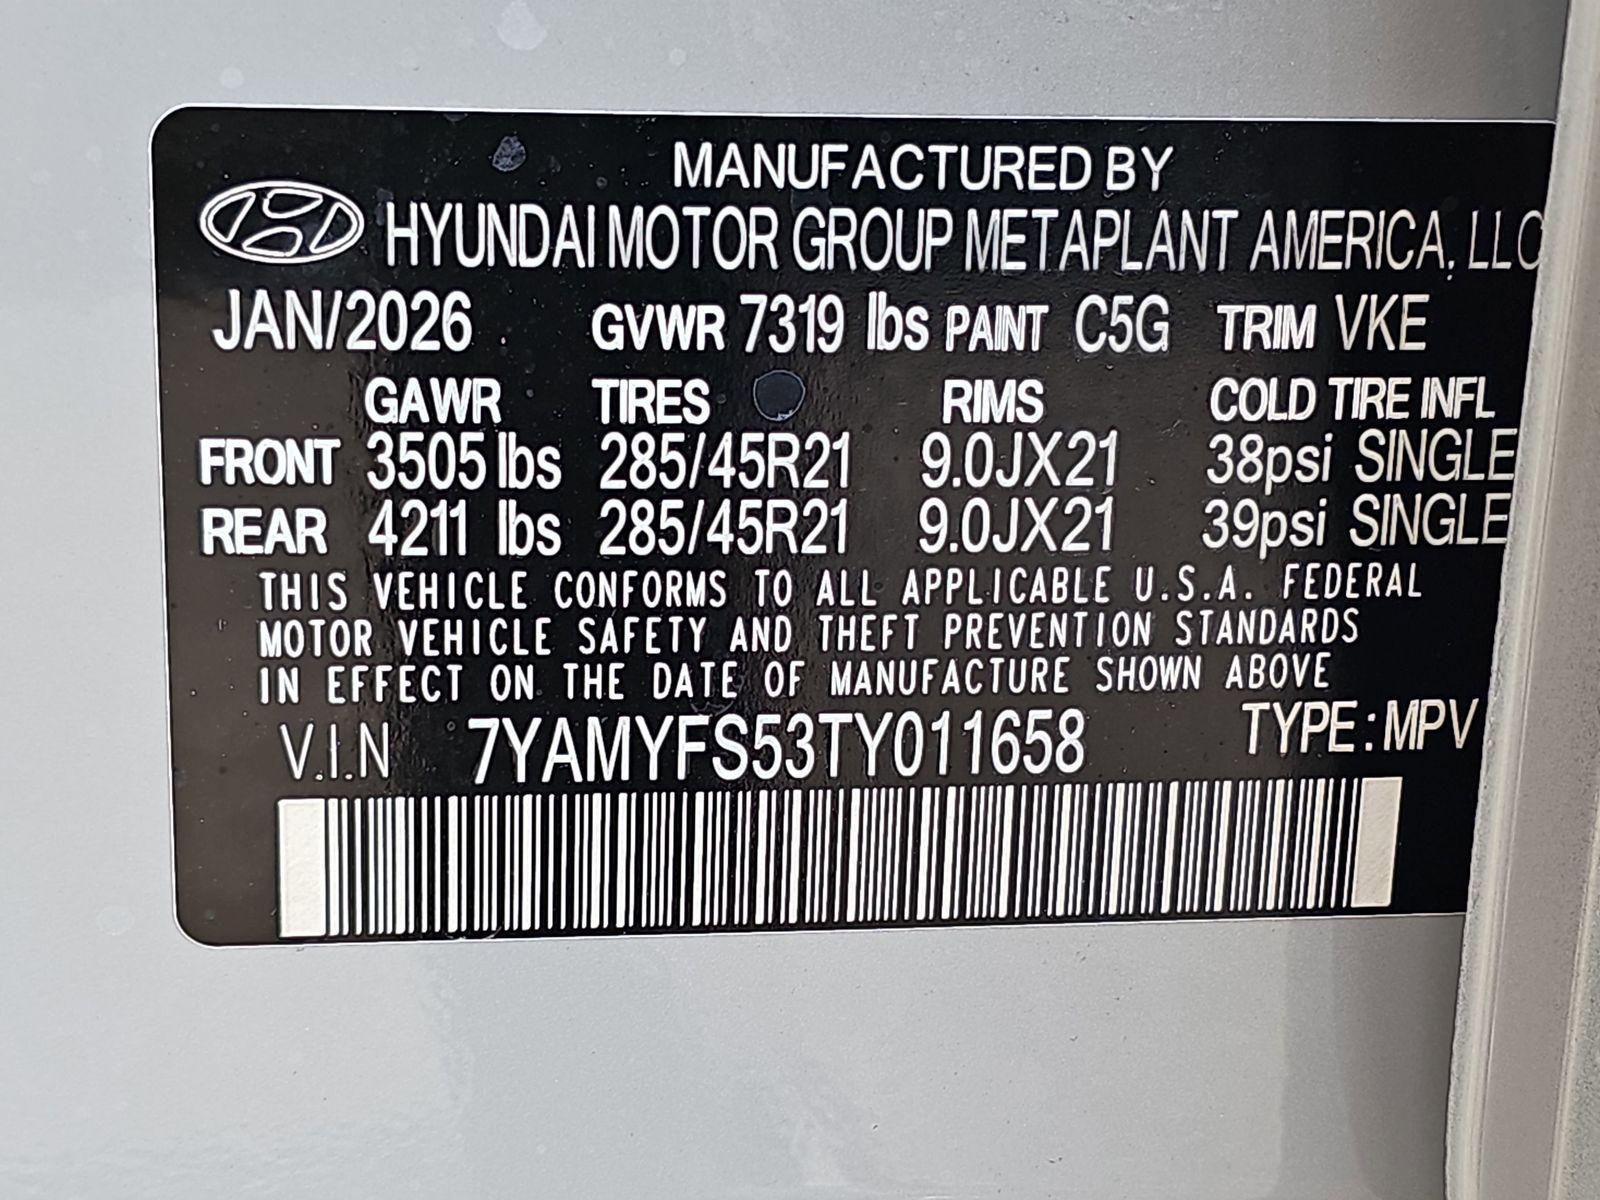 MANUFACTURED BY
HYUNDAI MOTOR GROUP METAPLANT AMERICA, LLC
JAN/2026 GVWR 7319 lbs PAINT C5G TRIM VKE
GAWR TIRES RIMS COLD TIRE INFL
FRONT 3505 lbs 285/45R21 9.0JX21 38psi SINGLE
REAR 4211 lbs 285/45R21 9.0JX21 39psi SINGLE
THIS VEHICLE CONFORMS TO ALL APPLICABLE U.S.A. FEDERAL
MOTOR VEHICLE SAFETY AND THEFT PREVENTION STANDARDS
IN EFFECT ON THE DATE OF MANUFACTURE SHOWN ABOVE
V.I.N 7YAMYFS53TY011658 TYPE : MPV